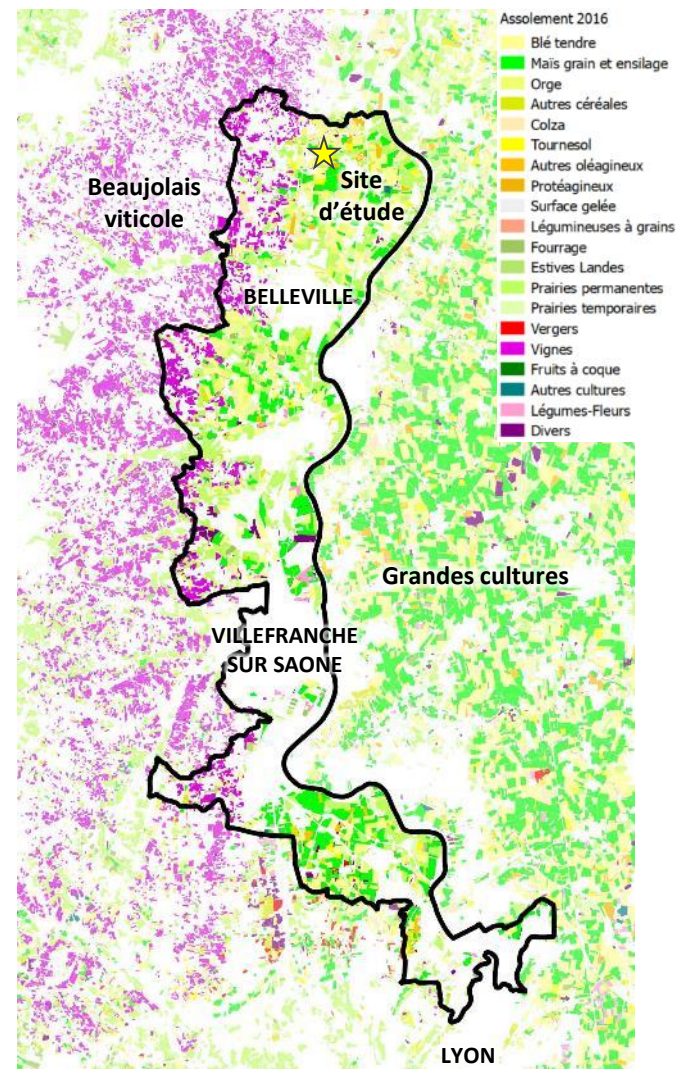 Assolement 2016
Blé tendre
Maïs grain et ensilage
Orge
Autres céréales
Colza
Tournesol
Autres oléagineux
Protéagineux
Surface gelée
Légumineuses à grains
Fourrage
Estives Landes
Prairies permanentes
Prairies temporaires
Vergers
Vignes
Fruits à coque
Autres cultures
Légumes-Fleurs
Divers
Beaujolais
viticole
Site
d'étude
BELLEVILLE
Grandes cultures
VILLEFRANCHE
SUR SAONE
LYON